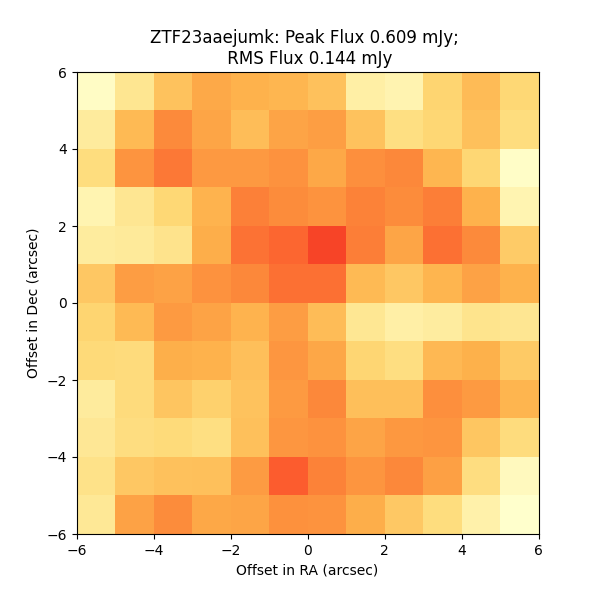 ZTF23aaejumk: Peak Flux 0.609 mJy;
RMS Flux 0.144 mJy
6
4
2
0
−2
−4
−6
Offset in Dec (arcsec)
−6 −4 −2 0 2 4 6
Offset in RA (arcsec)